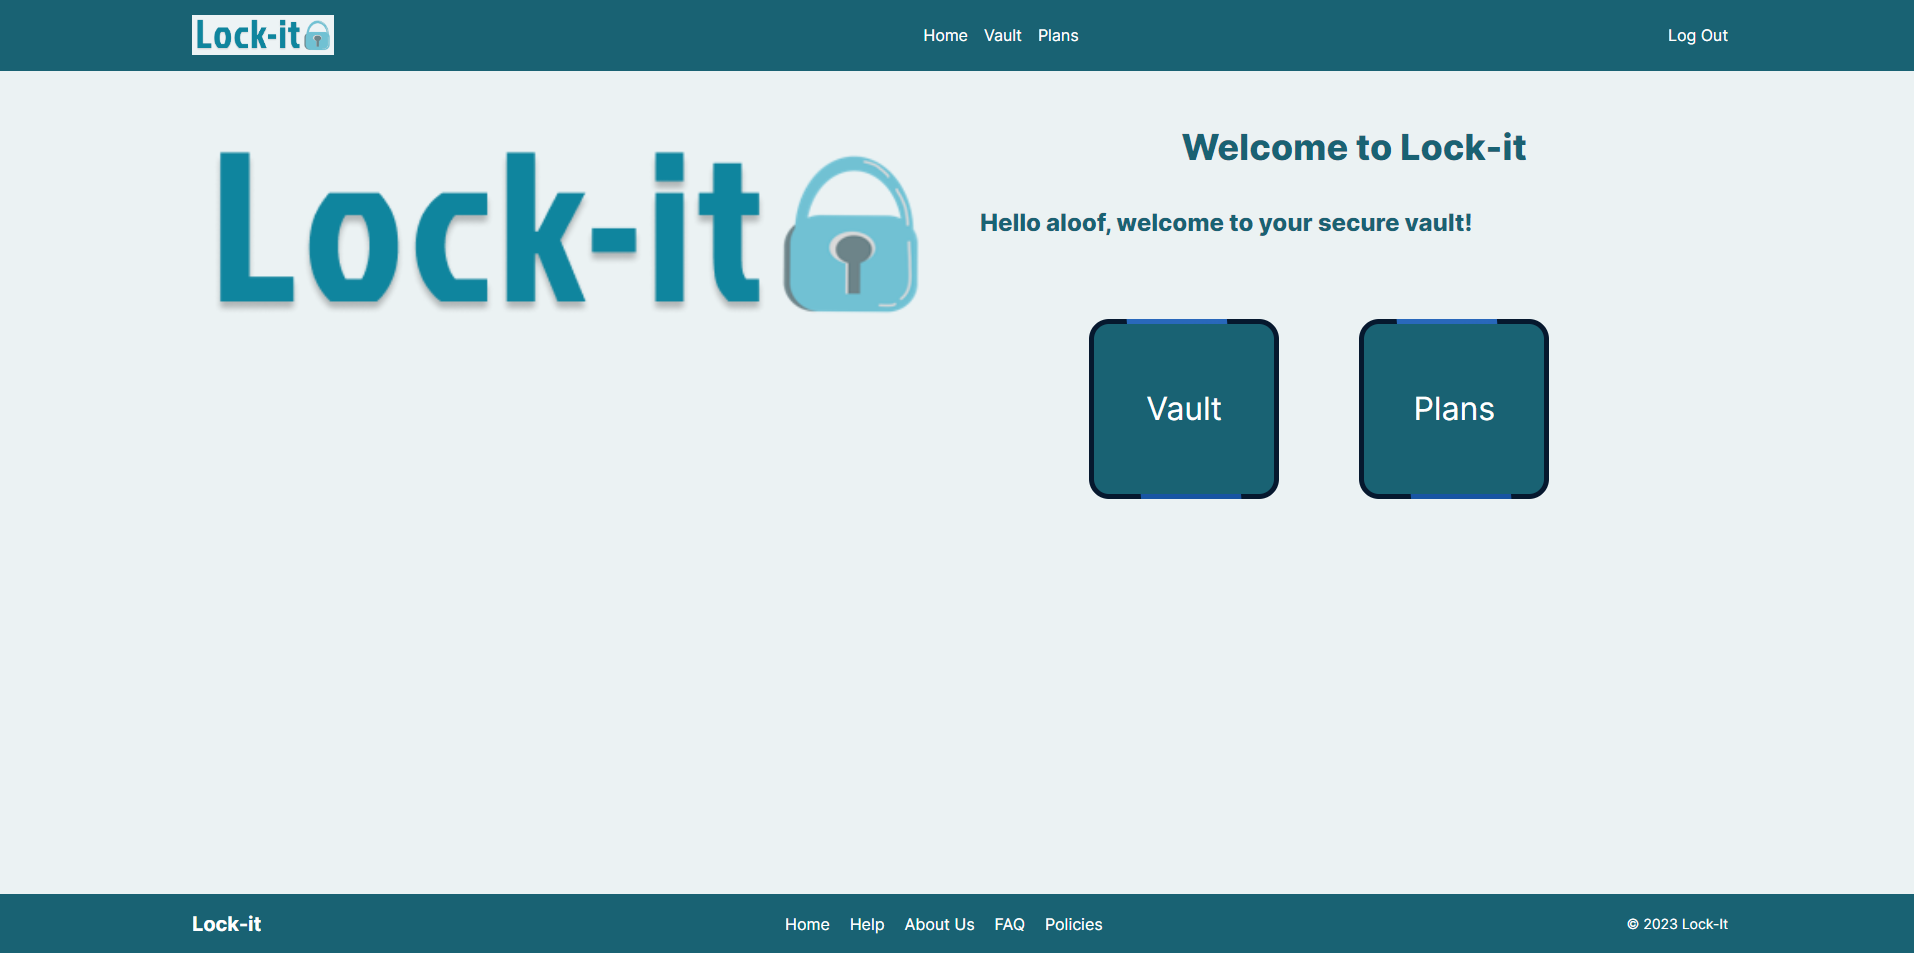 Lock-it
Home Vault Plans
Log Out
Lock-it
Welcome to Lock-it
Hello aloof, welcome to your secure vault!
Vault
Plans
Lock-it
Home Help About Us FAQ Policies
© 2023 Lock-It